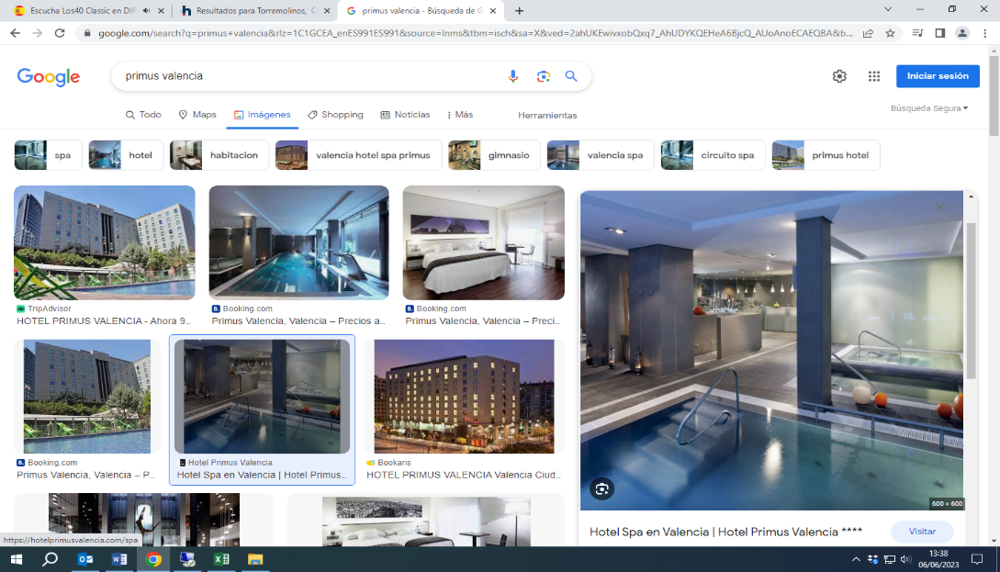 Escucha Los40 Classic en DIR
Resultados para Torremolinos, C
primus valencia - Búsqueda de G
google.com/search?q=primus+valencia&rlz=1C1GCEA_enES991ES991&source=lnms&tbm=isch&sa=X&ved=2ahUKEwivxobQxq7_AhUDYKQEHeA6BjcQ_AUoAnoECAEQBA&b...
Google
primus valencia
Iniciar sesión
Todo
Maps
Imágenes
Shopping
Noticias
Más
Herramientas
Búsqueda Segura
spa
hotel
habitacion
valencia hotel spa primus
gimnasio
valencia spa
circuito spa
primus hotel
TripAdvisor
HOTEL PRIMUS VALENCIA - Ahora 9...
Booking.com
Primus Valencia, Valencia – Precios a...
Booking.com
Primus Valencia, Valencia – Preci...
Booking.com
Primus Valencia, Valencia – P...
Hotel Primus Valencia
Hotel Spa en Valencia | Hotel Primus...
Bookaris
HOTEL PRIMUS VALENCIA Valencia Ciud...
600 × 600
Hotel Spa en Valencia | Hotel Primus Valencia ****
Visitar
https://hotelprimusvalencia.com/spa
13:38
06/06/2023